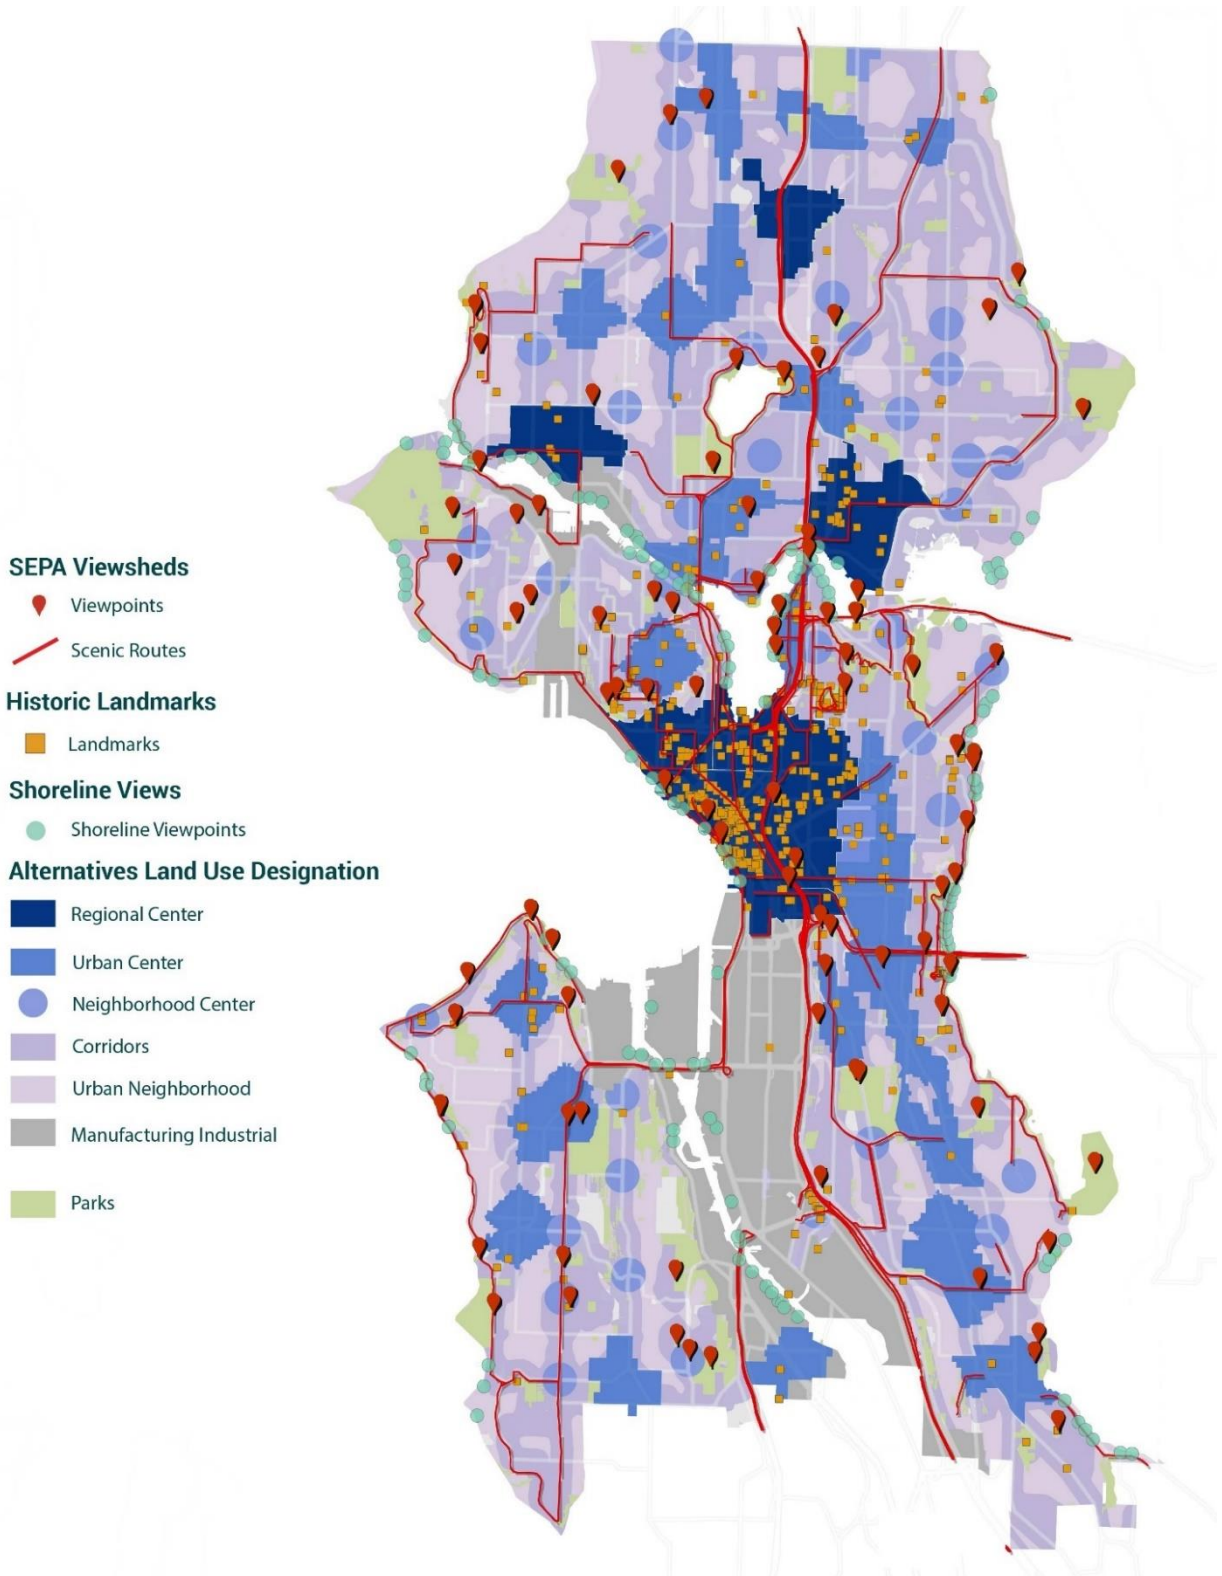 SEPA Viewsheds
Viewpoints
Scenic Routes
Historic Landmarks
Landmarks
Shoreline Views
Shoreline Viewpoints
Alternatives Land Use Designation
Regional Center
Urban Center
Neighborhood Center
Corridors
Urban Neighborhood
Manufacturing Industrial
Parks